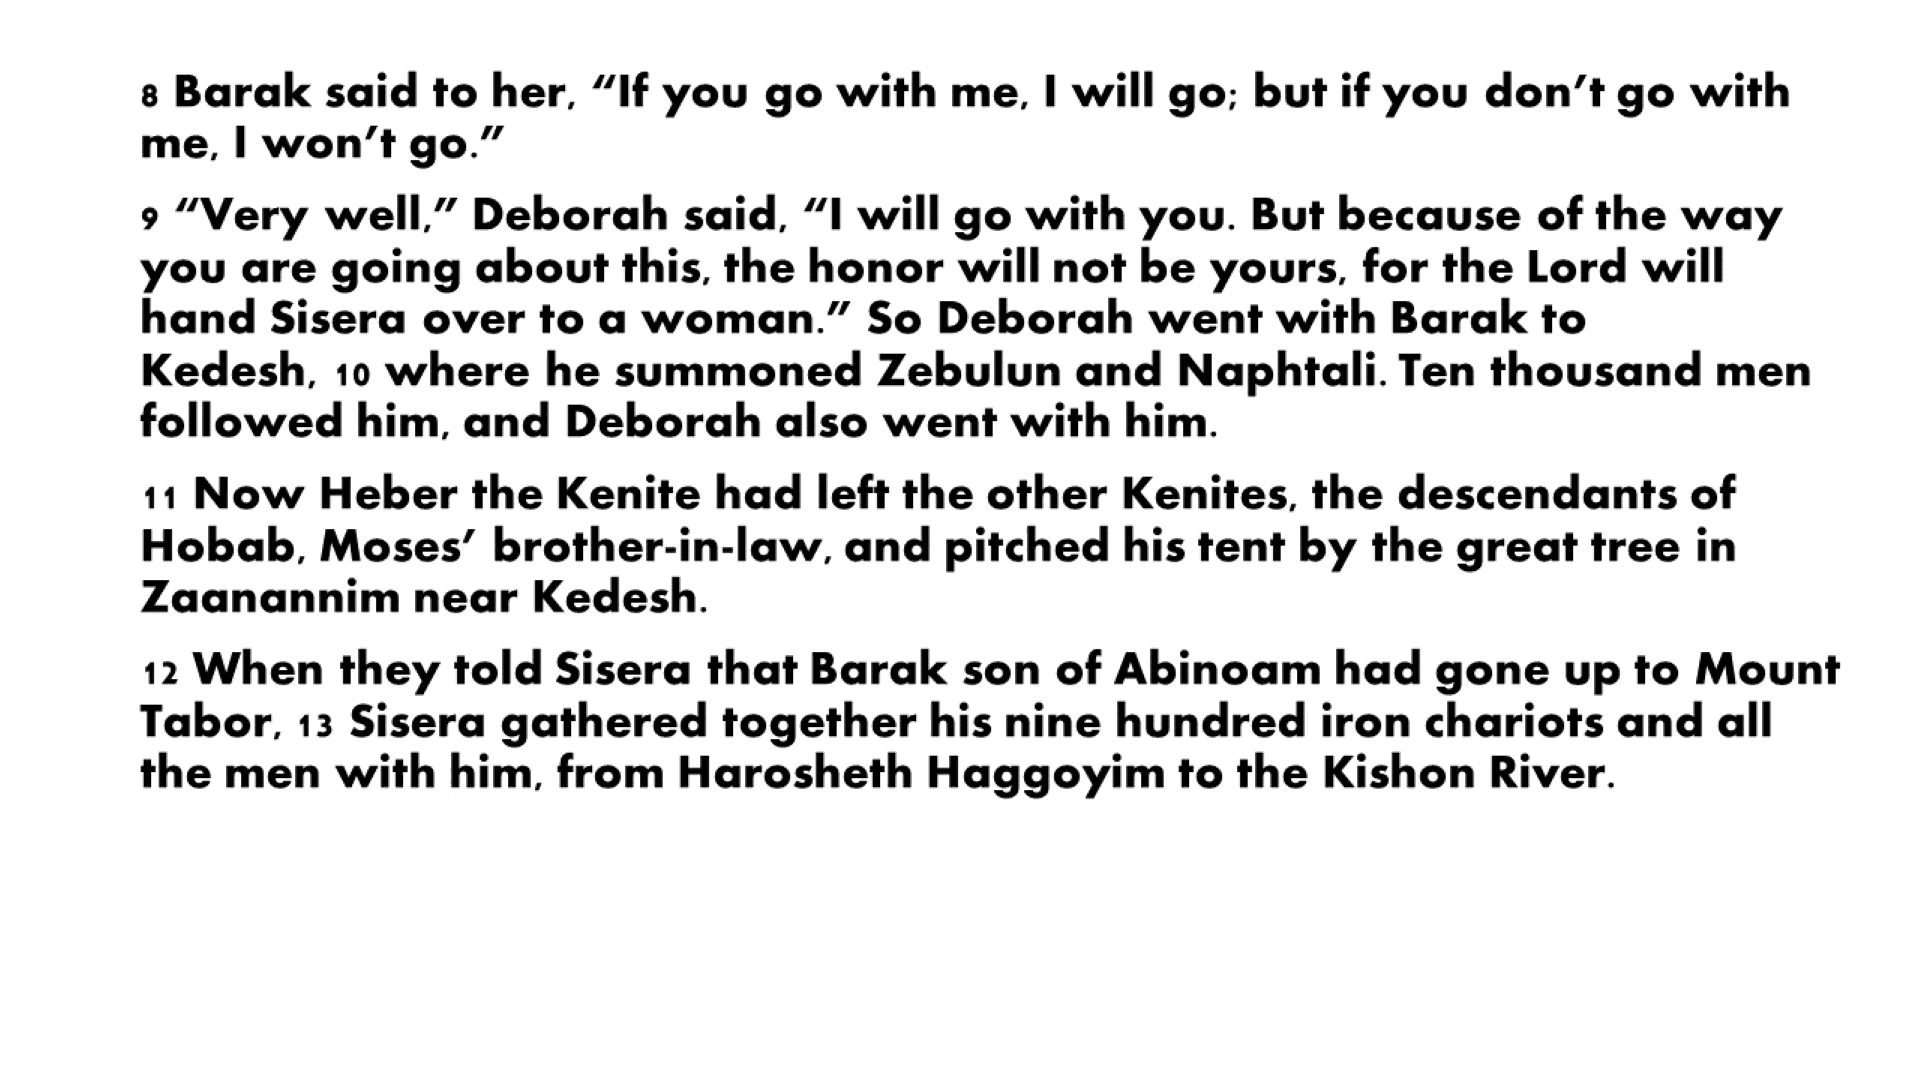 8 Barak said to her, “If you go with me, I will go; but if you don’t go with
me, I won’t go.”
9 “Very well,” Deborah said, “I will go with you. But because of the way
you are going about this, the honor will not be yours, for the Lord will
hand Sisera over to a woman.” So Deborah went with Barak to
Kedesh, 10 where he summoned Zebulun and Naphtali. Ten thousand men
followed him, and Deborah also went with him.
11 Now Heber the Kenite had left the other Kenites, the descendants of
Hobab, Moses’ brother-in-law, and pitched his tent by the great tree in
Zaanannim near Kedesh.
12 When they told Sisera that Barak son of Abinoam had gone up to Mount
Tabor, 13 Sisera gathered together his nine hundred iron chariots and all
the men with him, from Harosheth Haggoyim to the Kishon River.